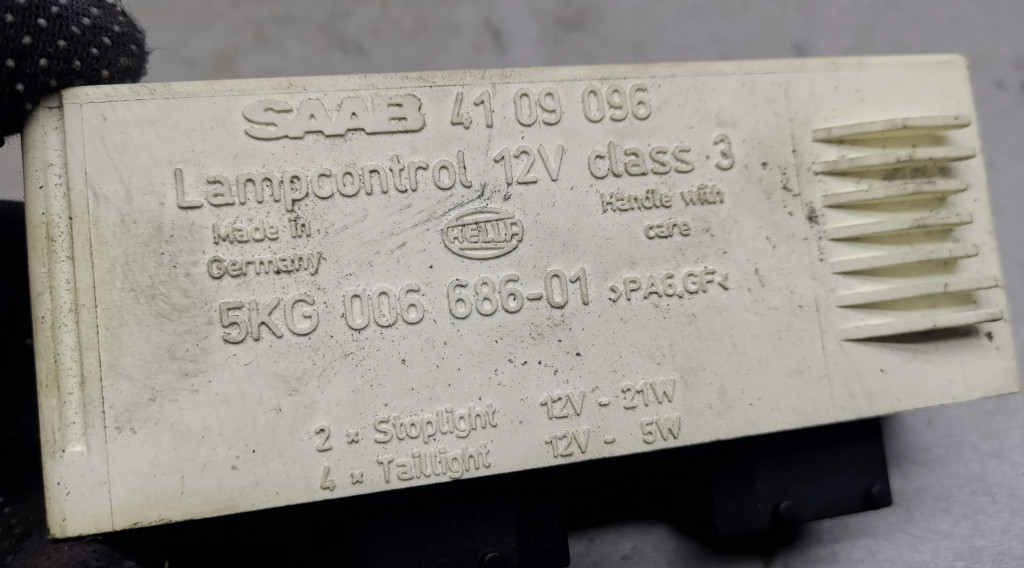 SAAB 41 09 096
Lampcontrol 12V class 3
Made in
Germany
HELLA
Handle with
care
5KG 006 686-01 >PA6.GF<
2 x Stoplight 12V - 21W
4 x Taillight 12V - 5W